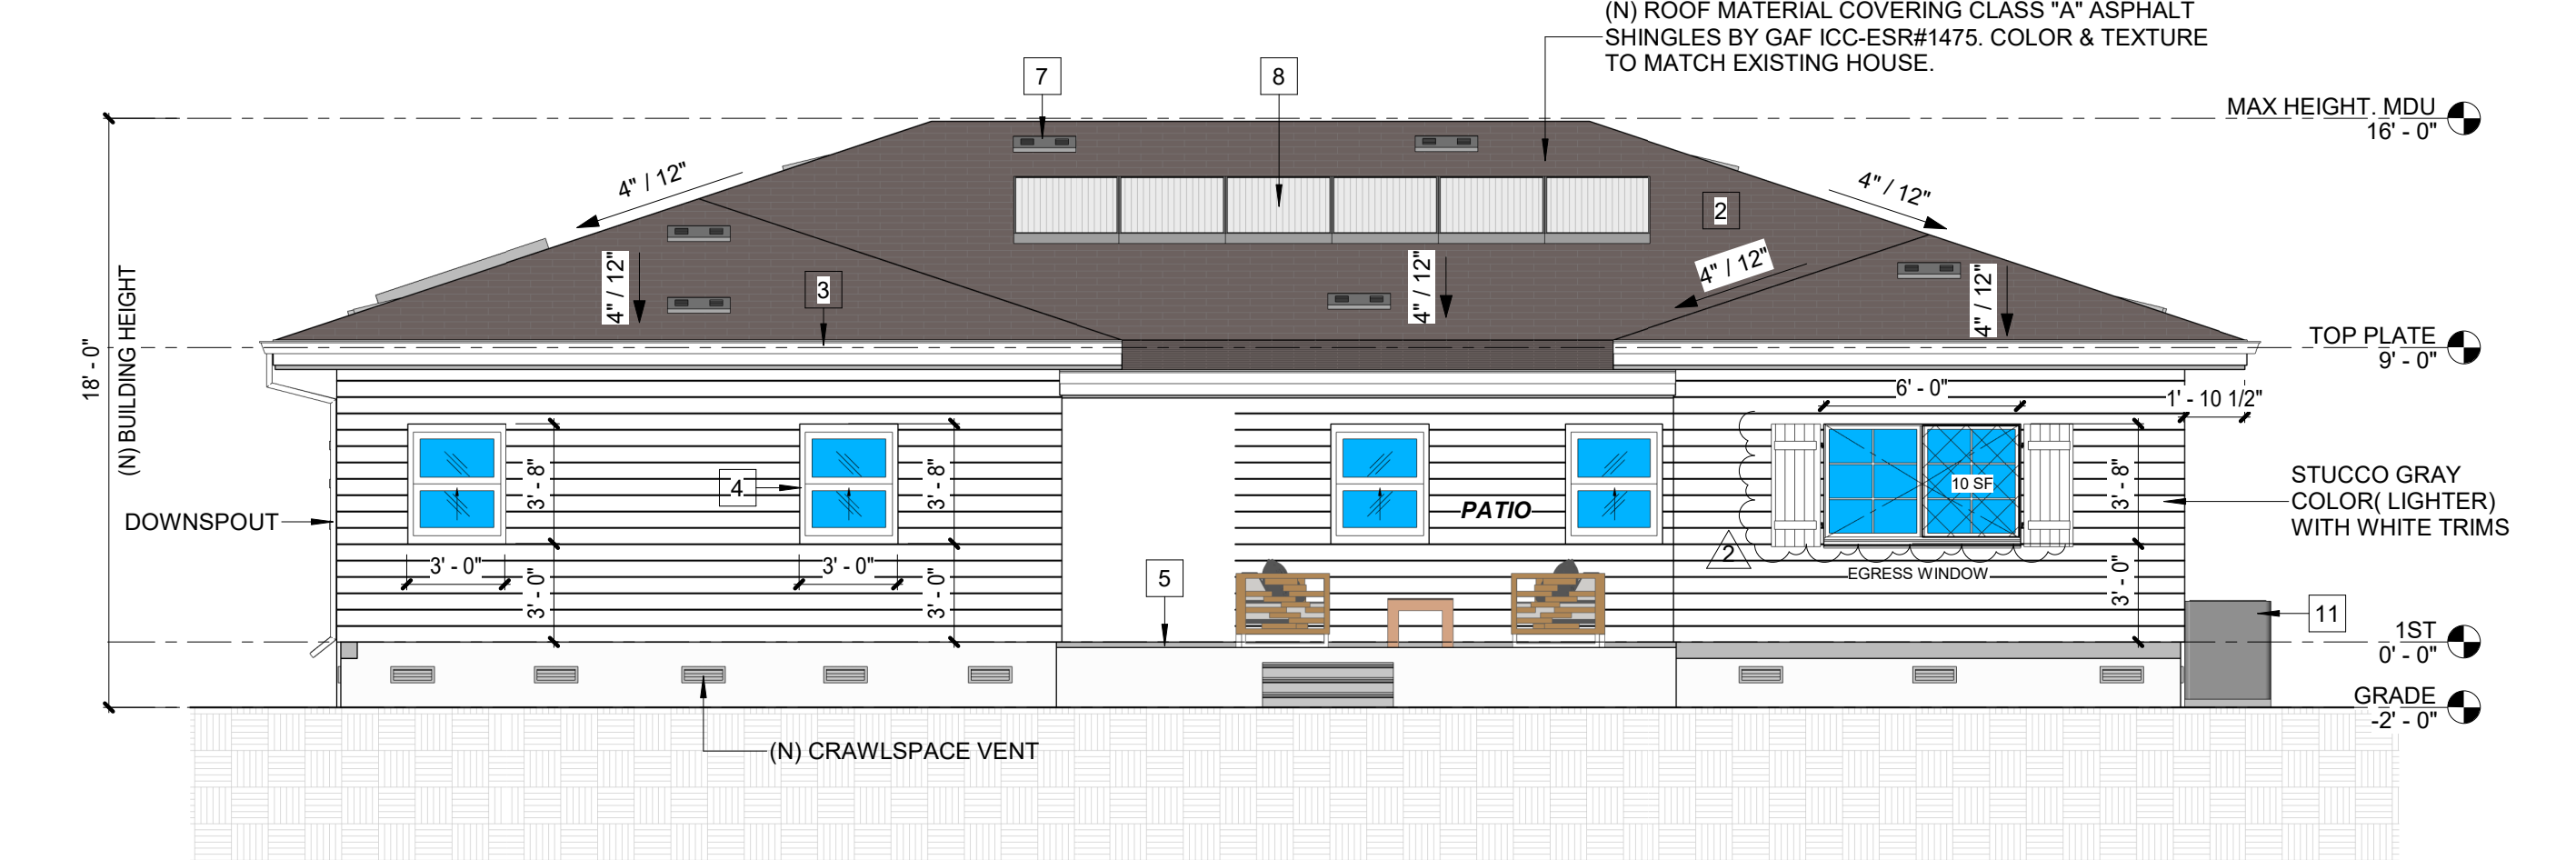 (N) ROOF MATERIAL COVERING CLASS "A" ASPHALT
SHINGLES BY GAF ICC-ESR#1475. COLOR & TEXTURE
TO MATCH EXISTING HOUSE.
7
8
MAX HEIGHT. MDU
16' - 0"
4" / 12"
4" / 12"
2
4" / 12"
3
4" / 12"
4" / 12"
4" / 12"
18' - 0"
(N) BUILDING HEIGHT
TOP PLATE
9' - 0"
6' - 0"
1' - 10 1/2"
3' - 8"
4
3' - 8"
PATIO
10 SF
3' - 8"
STUCCO GRAY
COLOR( LIGHTER)
WITH WHITE TRIMS
DOWNSPOUT
2
EGRESS WINDOW
3' - 0"
3' - 0"
3' - 0"
3' - 0"
5
3' - 0"
11
1ST
0' - 0"
GRADE
-2' - 0"
(N) CRAWLSPACE VENT